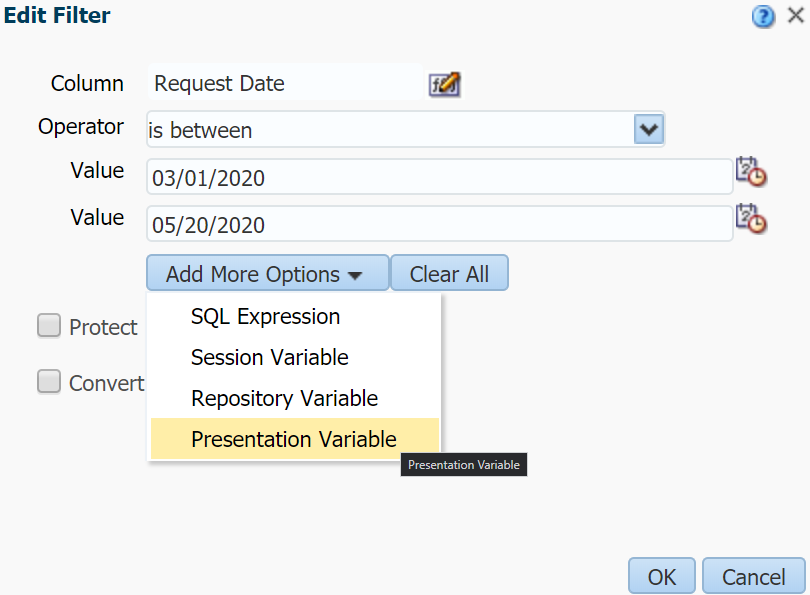 Edit Filter
Column Request Date
Operator is between
Value 03/01/2020
Value 05/20/2020
Add More Options Clear All
SQL Expression
Protect
Session Variable
Convert
Repository Variable
Presentation Variable
Presentation Variable
OK Cancel